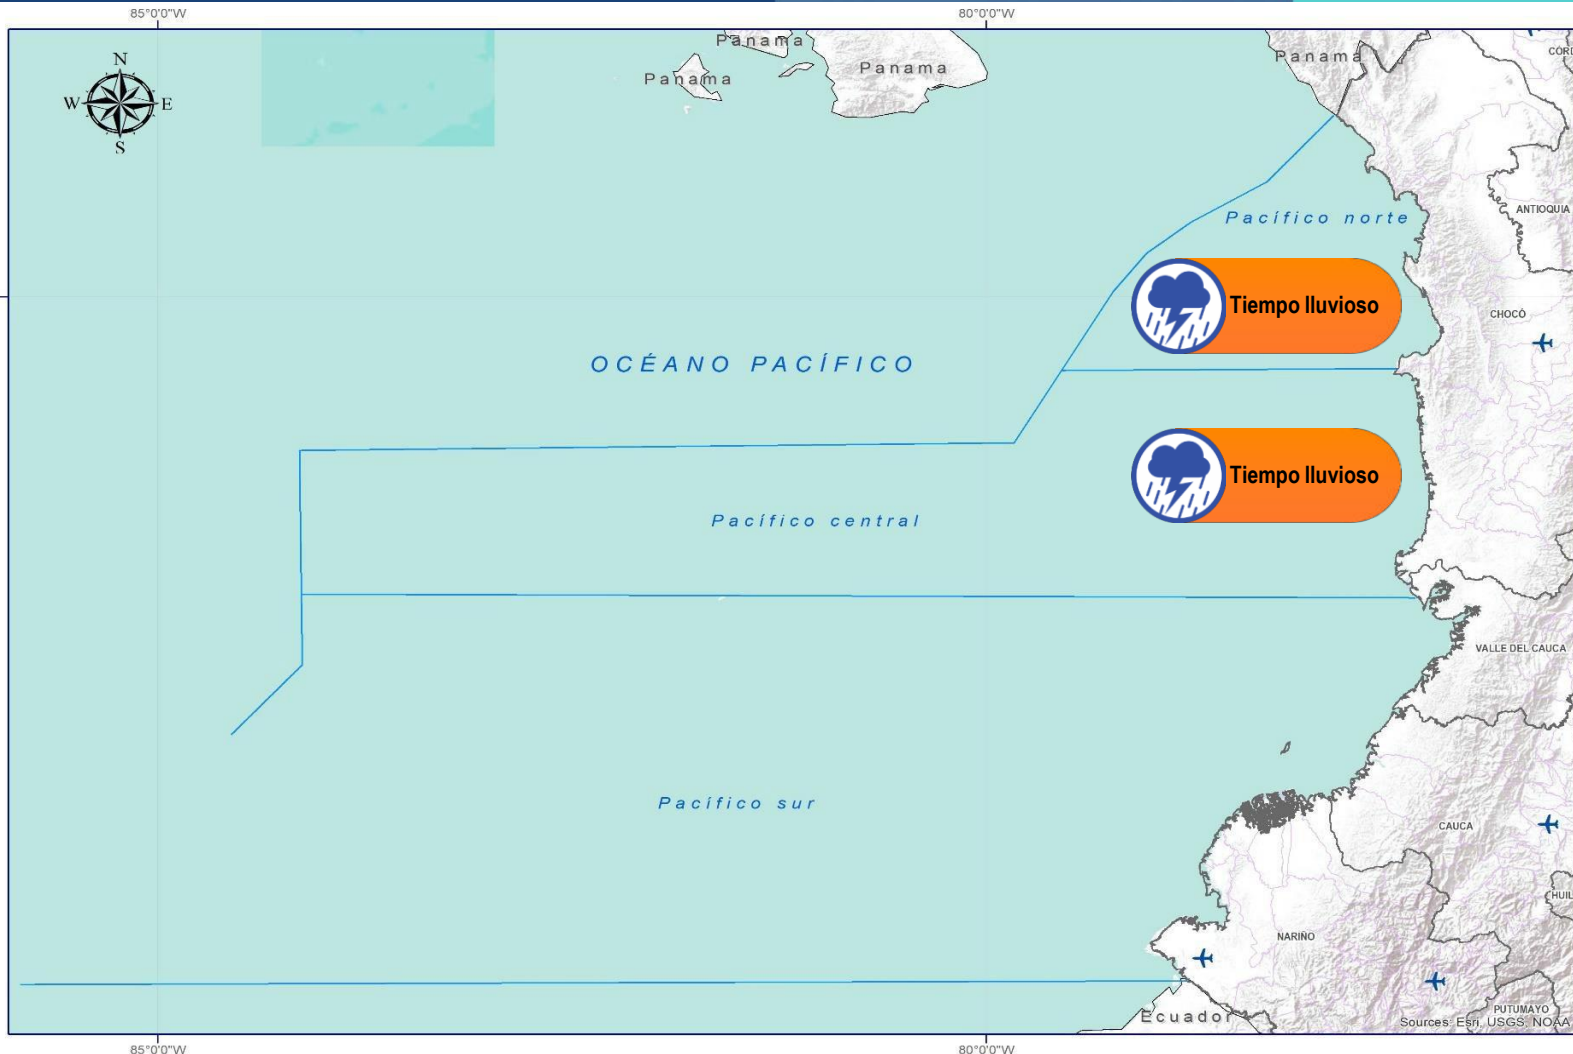 85°0'0"W
80°0'0"W
N
W
E
S
Panama
Panama
Panama
Panama
ANTIOQUIA
Pacífico norte
Tiempo lluvioso
CHOCÓ
OCÉANO PACÍFICO
Tiempo lluvioso
Pacífico central
VALLE DEL CAUCA
Pacífico sur
CAUCA
NARIÑO
PUTUMAYO
Ecuador
Sources: Esri, USGS, NOAA
85°0'0"W
80°0'0"W